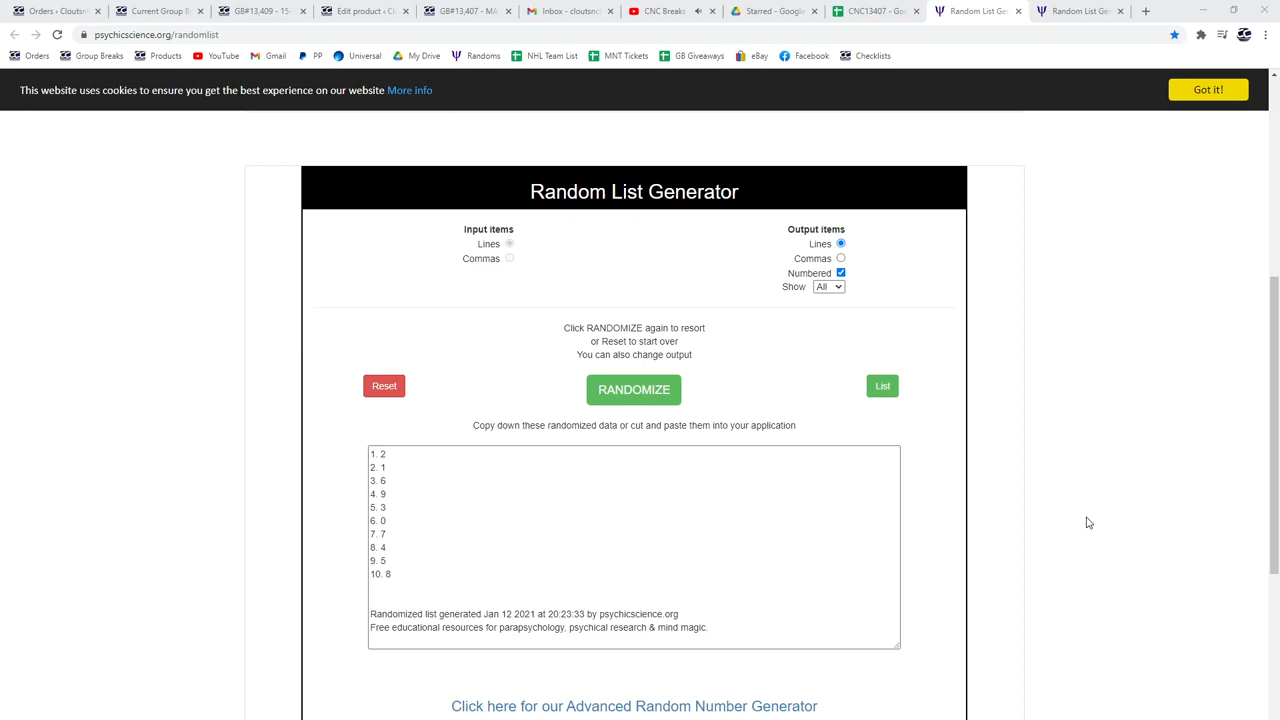 Orders ‹ Cloutsn
Current Group B
GB#13,409 - 15-
Edit product ‹ Cl
GB#13,407 - MA
Inbox - cloutsnc
CNC Breaks
Starred - Google
CNC13407 - Goo
Random List Ge
Random List Ge
psychicscience.org/randomlist
Orders
Group Breaks
Products
YouTube
Gmail
PP
Universal
My Drive
Randoms
NHL Team List
MNT Tickets
GB Giveaways
eBay
Facebook
Checklists
This website uses cookies to ensure you get the best experience on our website More info
Got it!
Random List Generator
Input items
Lines
Commas
Output items
Lines
Commas
Numbered
Show All
Click RANDOMIZE again to resort
or Reset to start over
You can also change output
Reset
RANDOMIZE
List
Copy down these randomized data or cut and paste them into your application
1. 2
2. 1
3. 6
4. 9
5. 3
6. 0
7. 7
8. 4
9. 5
10. 8
Randomized list generated Jan 12 2021 at 20:23:33 by psychicscience.org
Free educational resources for parapsychology, psychical research & mind magic.
Click here for our Advanced Random Number Generator